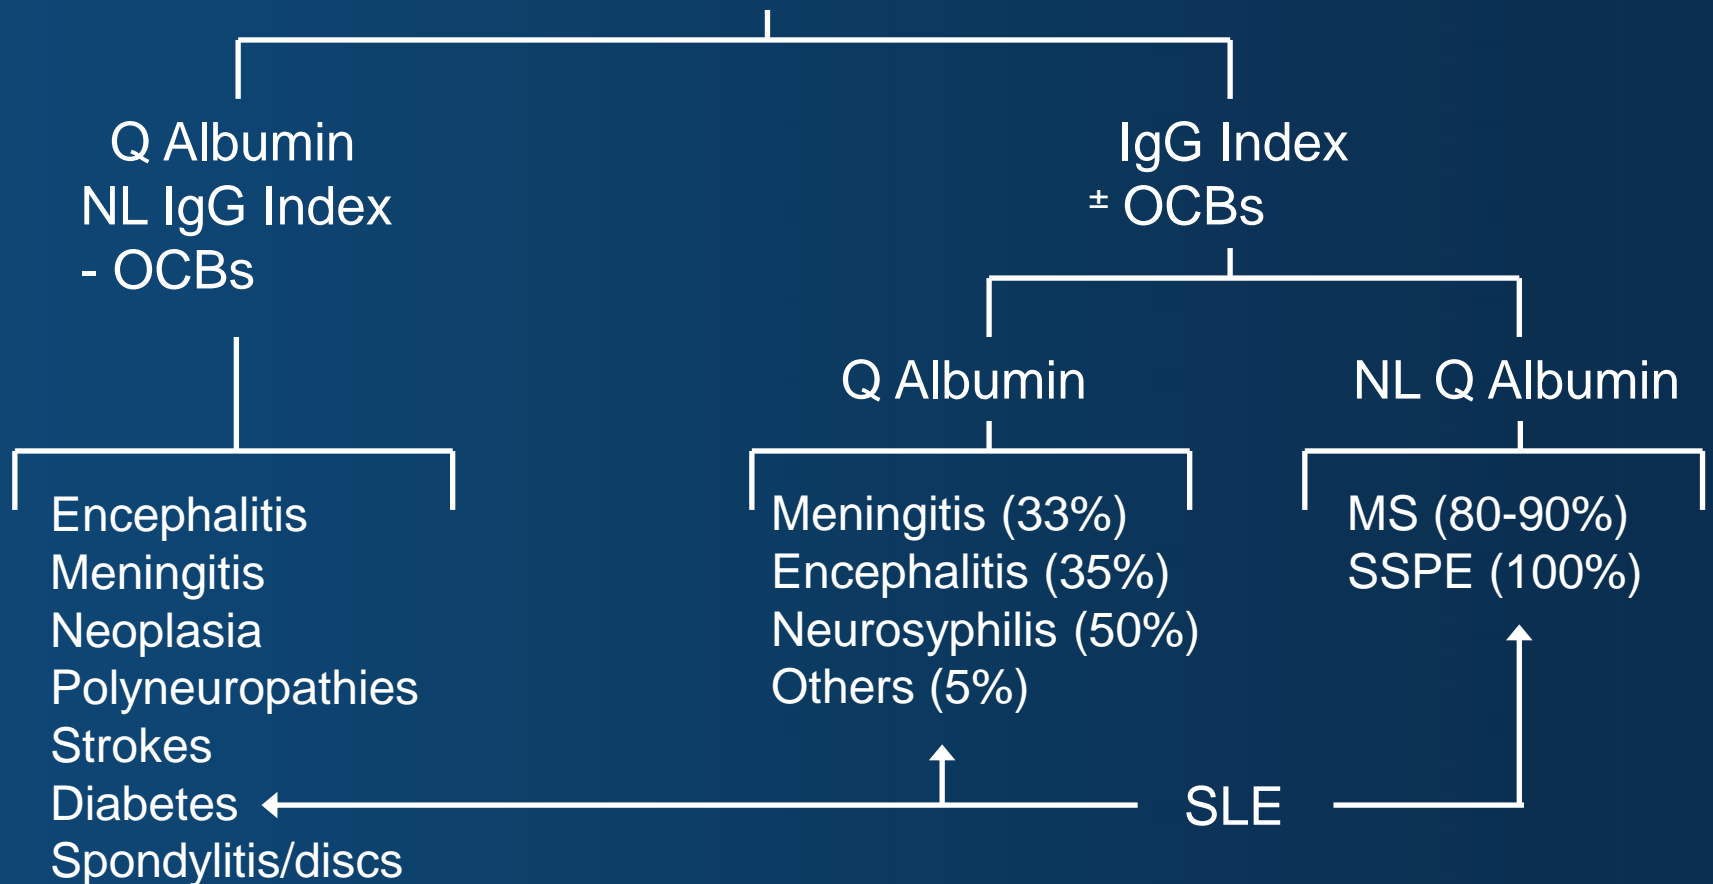 Q Albumin
NL IgG Index
- OCBs
IgG Index
± OCBs
Q Albumin
NL Q Albumin
Encephalitis
Meningitis
Neoplasia
Polyneuropathies
Strokes
Diabetes
Spondylitis/discs
Meningitis (33%)
Encephalitis (35%)
Neurosyphilis (50%)
Others (5%)
MS (80-90%)
SSPE (100%)
SLE